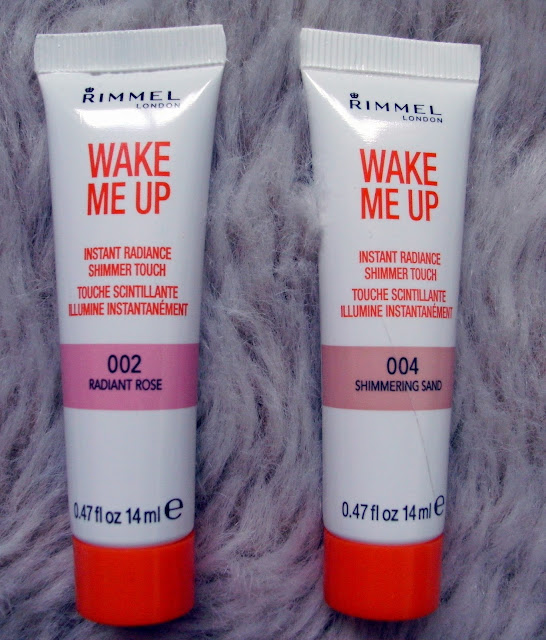 RIMMEL
LONDON
WAKE
ME UP
INSTANT RADIANCE
SHIMMER TOUCH
TOUCHE SCINTILLANTE
ILLUMINE INSTANTANÉMENT
002
RADIANT ROSE
0.47 fl oz 14 ml e
RIMMEL
LONDON
WAKE
ME UP
INSTANT RADIANCE
SHIMMER TOUCH
TOUCHE SCINTILLANTE
ILLUMINE INSTANTANÉMENT
004
SHIMMERING SAND
0.47 fl oz 14 ml e